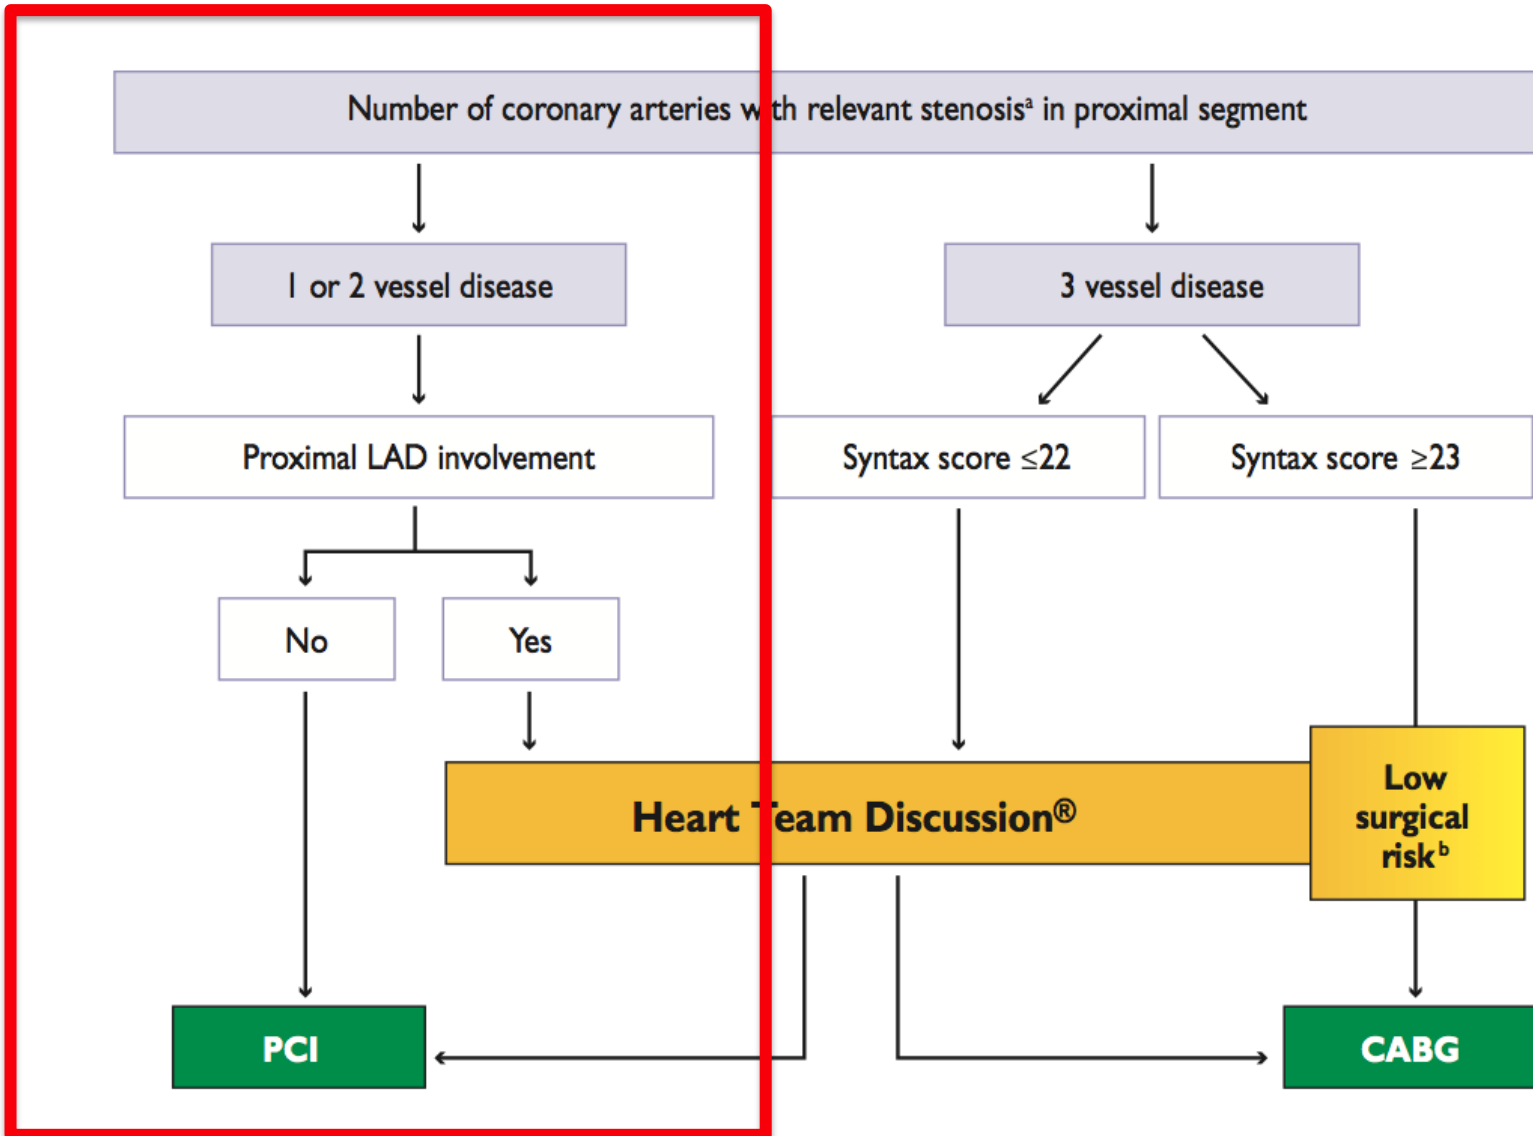 Number of coronary arteries with relevant stenosisᵃ in proximal segment
1 or 2 vessel disease
3 vessel disease
Proximal LAD involvement
Syntax score ≤22
Syntax score ≥23
No
Yes
Heart Team Discussion®
Low
surgical
riskᵇ
PCI
CABG